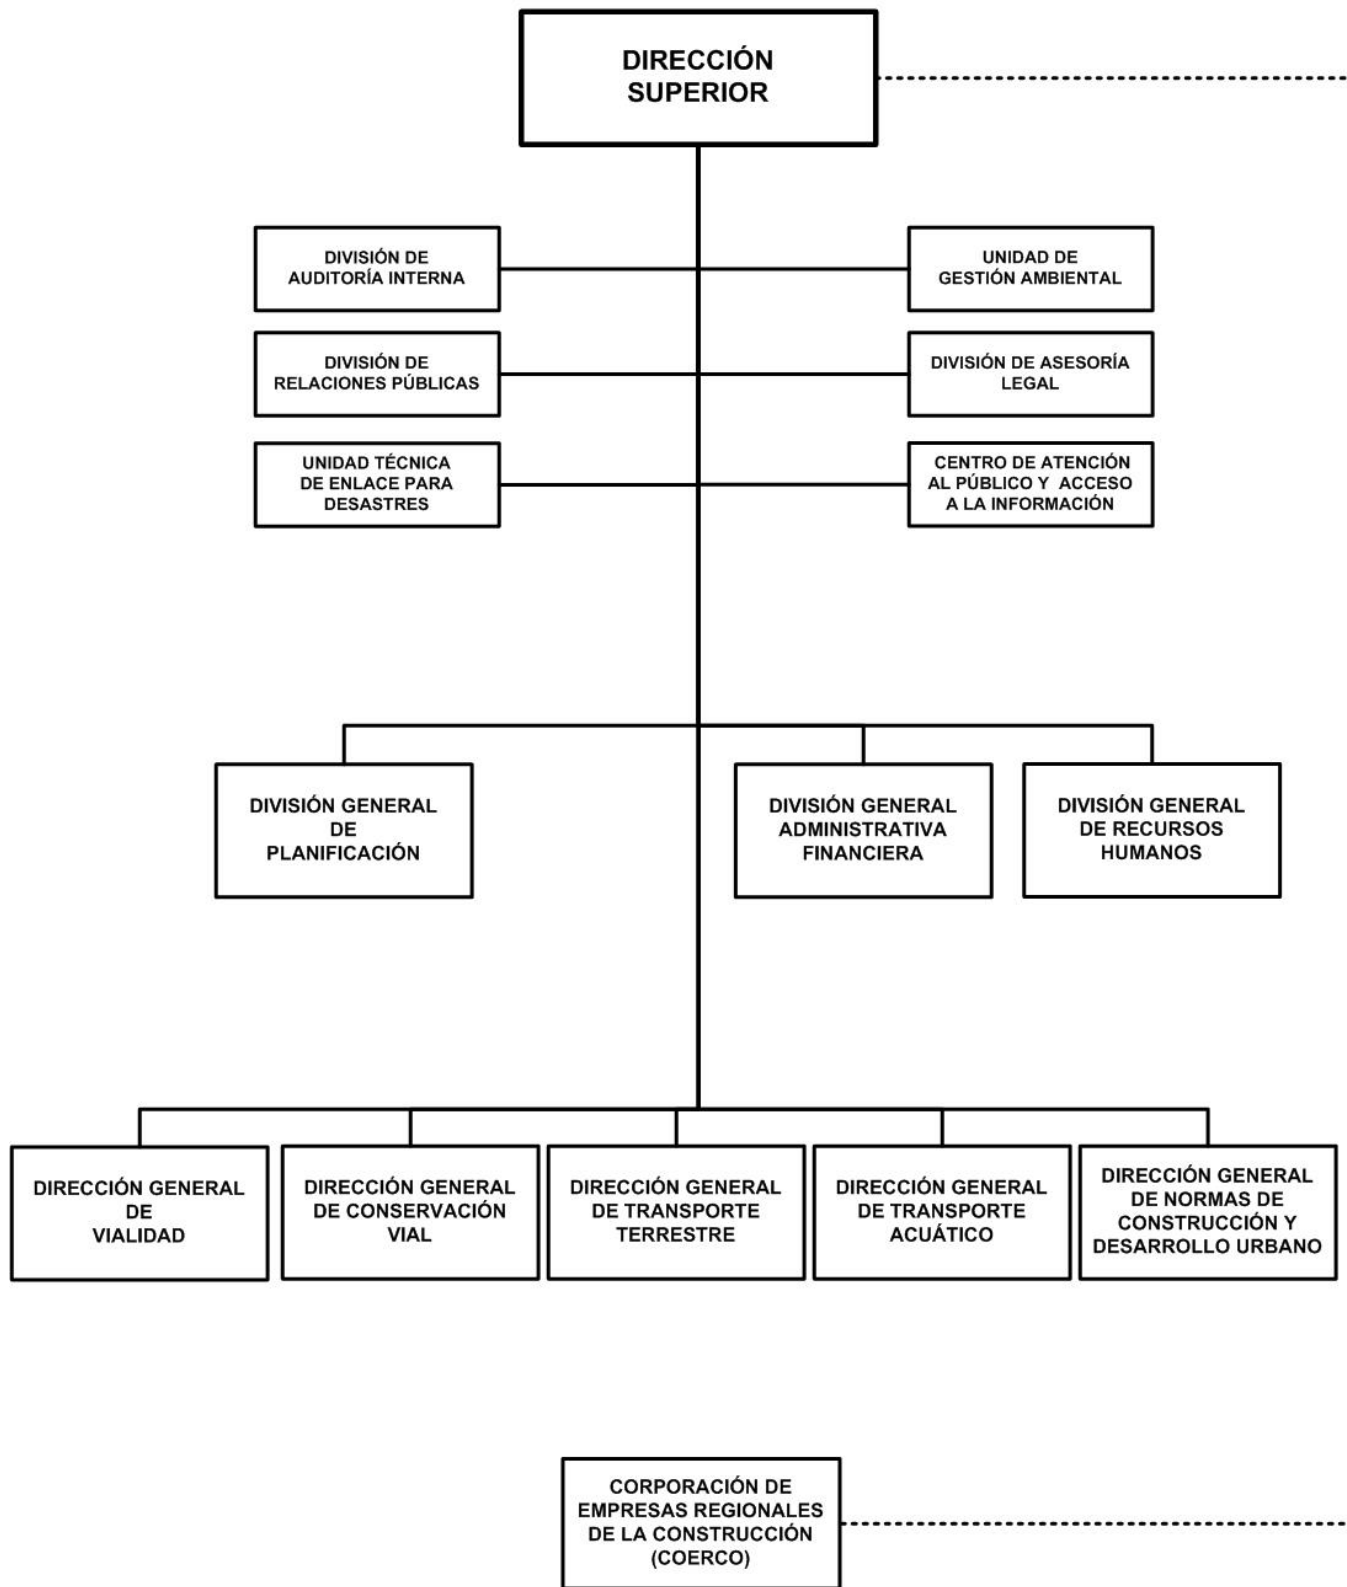 DIRECCIÓN
SUPERIOR
DIVISIÓN DE
AUDITORÍA INTERNA
UNIDAD DE
GESTIÓN AMBIENTAL
DIVISIÓN DE
RELACIONES PÚBLICAS
DIVISIÓN DE ASESORÍA
LEGAL
UNIDAD TÉCNICA
DE ENLACE PARA
DESASTRES
CENTRO DE ATENCIÓN
AL PÚBLICO Y ACCESO
A LA INFORMACIÓN
DIVISIÓN GENERAL
DE
PLANIFICACIÓN
DIVISIÓN GENERAL
ADMINISTRATIVA
FINANCIERA
DIVISIÓN GENERAL
DE RECURSOS
HUMANOS
DIRECCIÓN GENERAL
DE
VIALIDAD
DIRECCIÓN GENERAL
DE CONSERVACIÓN
VIAL
DIRECCIÓN GENERAL
DE TRANSPORTE
TERRESTRE
DIRECCIÓN GENERAL
DE TRANSPORTE
ACUÁTICO
DIRECCIÓN GENERAL
DE NORMAS DE
CONSTRUCCIÓN Y
DESARROLLO URBANO
CORPORACIÓN DE
EMPRESAS REGIONALES
DE LA CONSTRUCCIÓN
(COERCO)